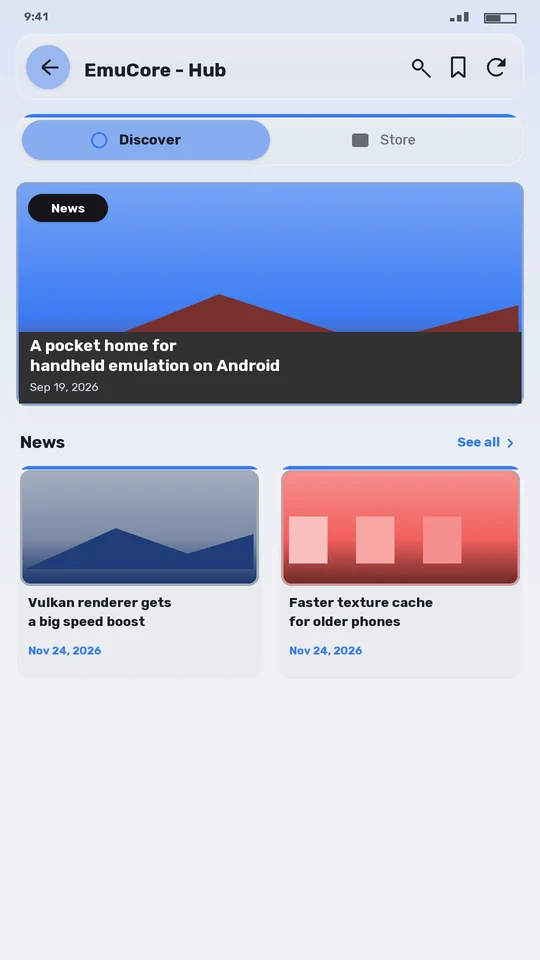 9:41
EmuCore - Hub
Discover
Store
News
A pocket home for
handheld emulation on Android
Sep 19, 2026
News
See all
Vulkan renderer gets
a big speed boost
Nov 24, 2026
Faster texture cache
for older phones
Nov 24, 2026